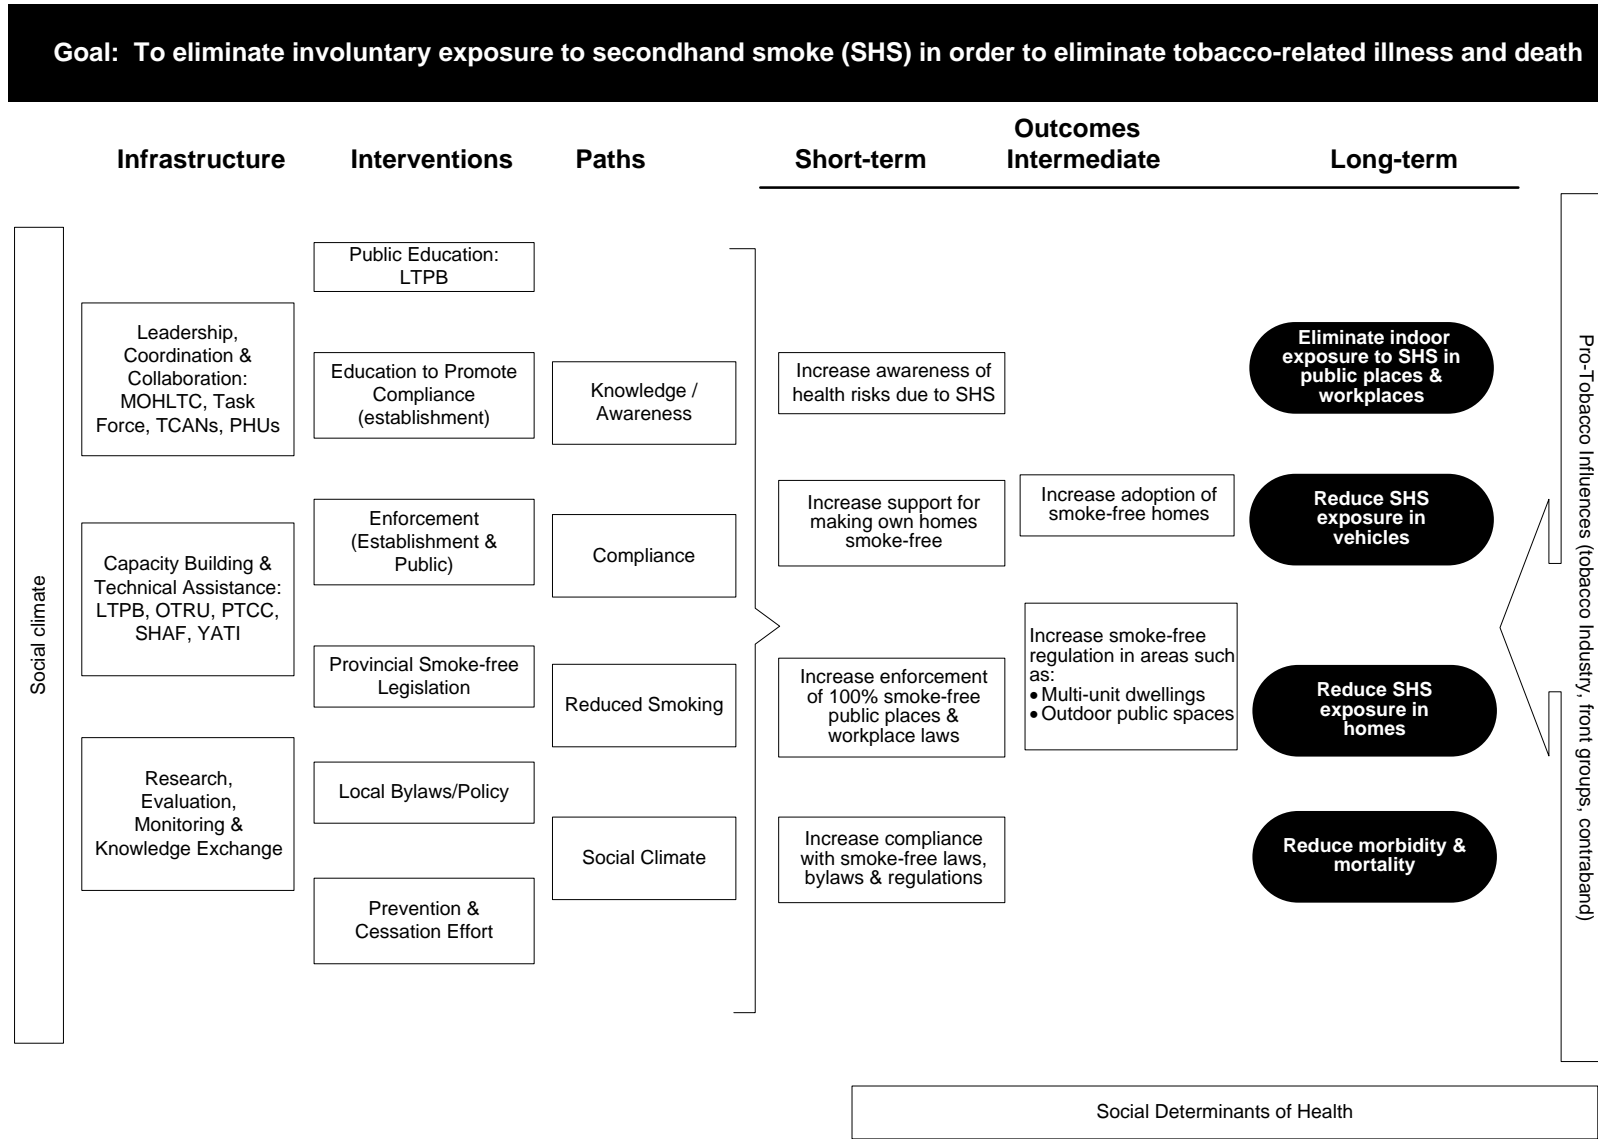 Goal: To eliminate involuntary exposure to secondhand smoke (SHS) in order to eliminate tobacco-related illness and death
Outcomes
Infrastructure
Interventions
Paths
Short-term
Intermediate
Long-term
Social climate
Leadership,
Coordination &
Collaboration:
MOHLTC, Task
Force, TCANs, PHUs
Capacity Building &
Technical Assistance:
LTPB, OTRU, PTCC,
SHAF, YATI
Research,
Evaluation,
Monitoring &
Knowledge Exchange
Public Education:
LTPB
Education to Promote
Compliance
(establishment)
Enforcement
(Establishment &
Public)
Provincial Smoke-free
Legislation
Local Bylaws/Policy
Prevention &
Cessation Effort
Knowledge /
Awareness
Compliance
Reduced Smoking
Social Climate
Increase awareness of
health risks due to SHS
Increase support for
making own homes
smoke-free
Increase enforcement
of 100% smoke-free
public places &
workplace laws
Increase compliance
with smoke-free laws,
bylaws & regulations
Increase adoption of
smoke-free homes
Increase smoke-free
regulation in areas such
as:
• Multi-unit dwellings
• Outdoor public spaces
Eliminate indoor
exposure to SHS in
public places &
workplaces
Reduce SHS
exposure in
vehicles
Reduce SHS
exposure in
homes
Reduce morbidity &
mortality
Pro-Tobacco Influences (tobacco Industry, front groups, contraband)
Social Determinants of Health